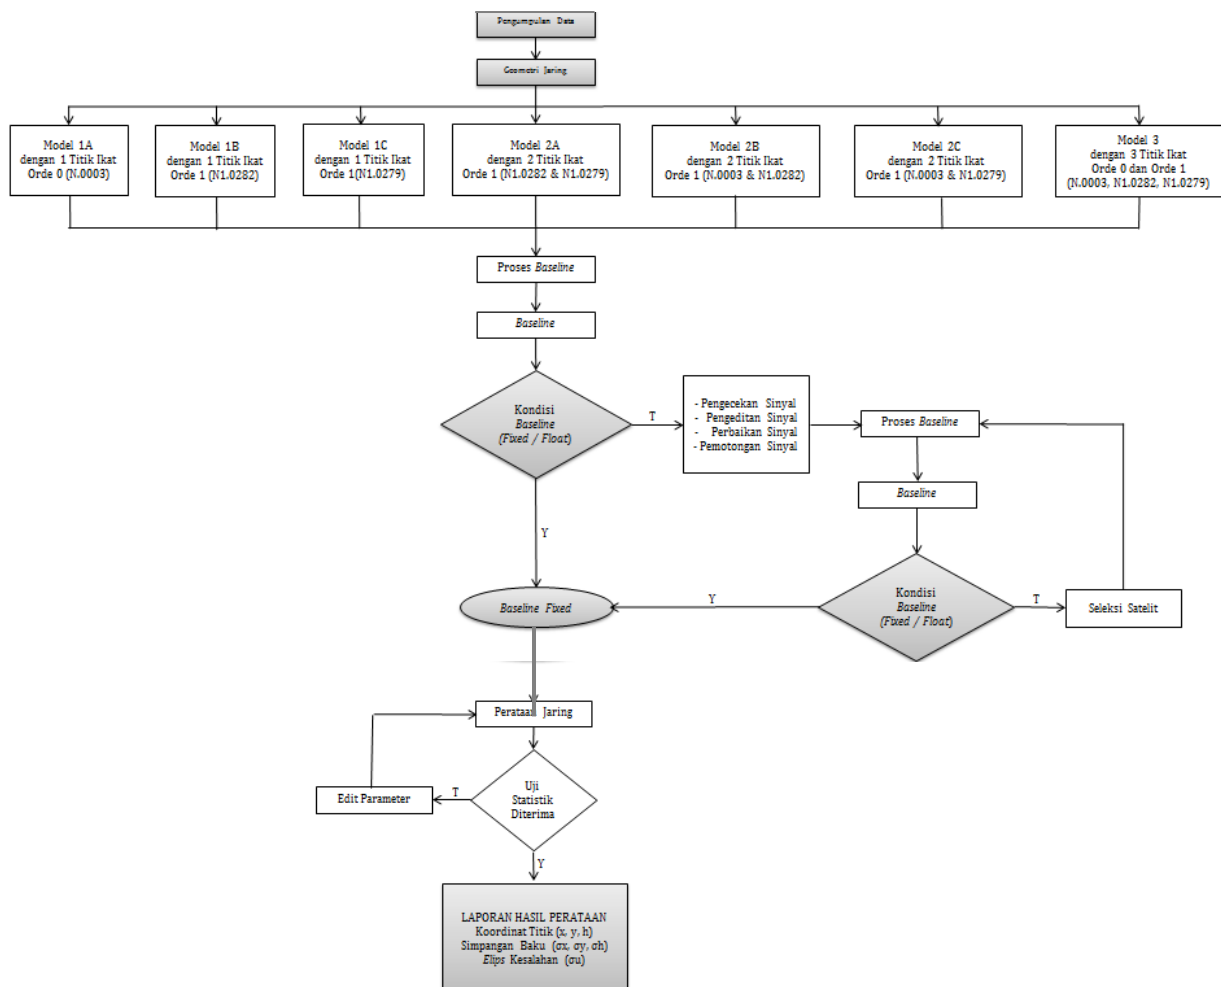 Pengumpulan Data
Geometri Jaring
Model 1A
dengan 1 Titik Ikat
Orde 0 (N.0003)
Model 1B
dengan 1 Titik Ikat
Orde 1 (N1.0282)
Model 1C
dengan 1 Titik Ikat
Orde 1(N1.0279)
Model 2A
dengan 2 Titik Ikat
Orde 1 (N1.0282 & N1.0279)
Model 2B
dengan 2 Titik Ikat
Orde 1 (N.0003 & N1.0282)
Model 2C
dengan 2 Titik Ikat
Orde 1 (N.0003 & N1.0279)
Model 3
dengan 3 Titik Ikat
Orde 0 dan Orde 1
(N.0003, N1.0282, N1.0279)
Proses Baseline
Baseline
Kondisi
Baseline
(Fixed / Float)
T
- Pengecekan Sinyal
- Pengeditan Sinyal
- Perbaikan Sinyal
- Pemotongan Sinyal
Proses Baseline
Baseline
Y
Kondisi
Baseline
(Fixed / Float)
T
Seleksi Satelit
Y
Baseline Fixed
Perataan Jaring
Uji
Statistik
Diterima
T
Edit Parameter
Y
LAPORAN HASIL PERATAAN
Koordinat Titik (x, y, h)
Simpangan Baku (σx, σy, σh)
Elips Kesalahan (σu)